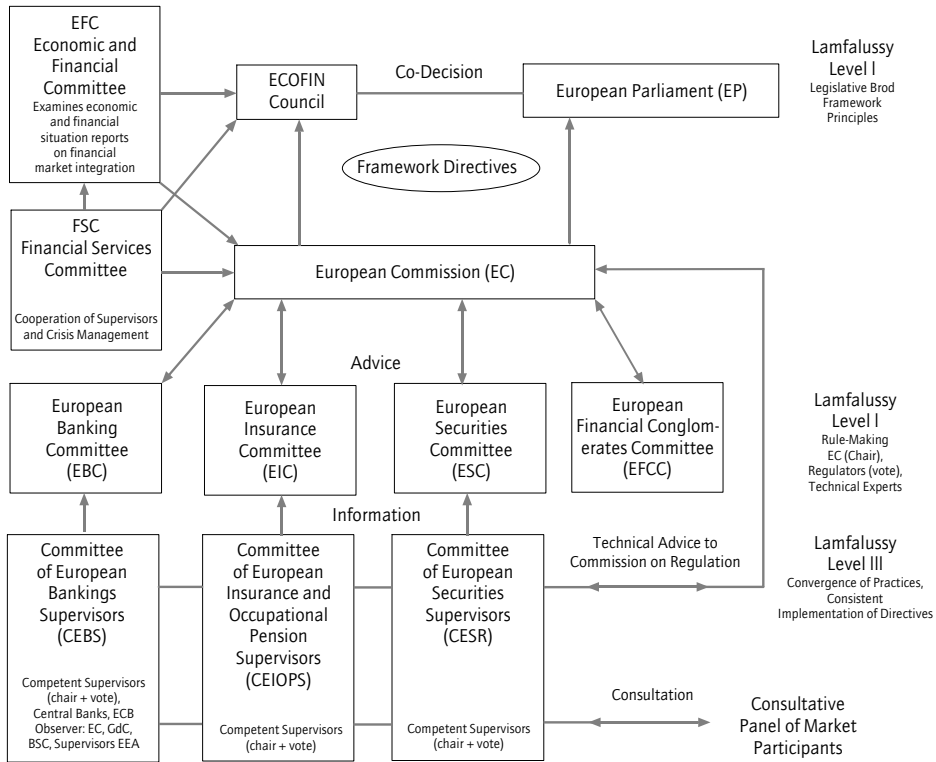 EFC
Economic and
Financial
Committee
Examines economic
and financial
situation reports
on financial
market integration
ECOFIN
Council
Co-Decision
European Parliament (EP)
Lamfalussy
Level I
Legislative Brod
Framework
Principles
Framework Directives
FSC
Financial Services
Committee
Cooperation of Supervisors
and Crisis Management
European Commission (EC)
Advice
European
Banking
Committee
(EBC)
European
Insurance
Committee
(EIC)
European
Securities
Committee
(ESC)
European
Financial Conglom-
erates Committee
(EFCC)
Lamfalussy
Level I
Rule-Making
EC (Chair),
Regulators (vote),
Technical Experts
Information
Committee
of European
Bankings
Supervisors
(CEBS)
Competent Supervisors
(chair + vote),
Central Banks, ECB
Observer: EC, GdC,
BSC, Supervisors EEA
Committee
of European
Insurance and
Occupational
Pension
Supervisors
(CEIOPS)
Competent Supervisors
(chair + vote)
Committee
of European
Securities
Supervisors
(CESR)
Competent Supervisors
(chair + vote)
Technical Advice to
Commission on Regulation
Lamfalussy
Level III
Convergence of Practices,
Consistent
Implementation of Directives
Consultation
Consultative
Panel of Market
Participants